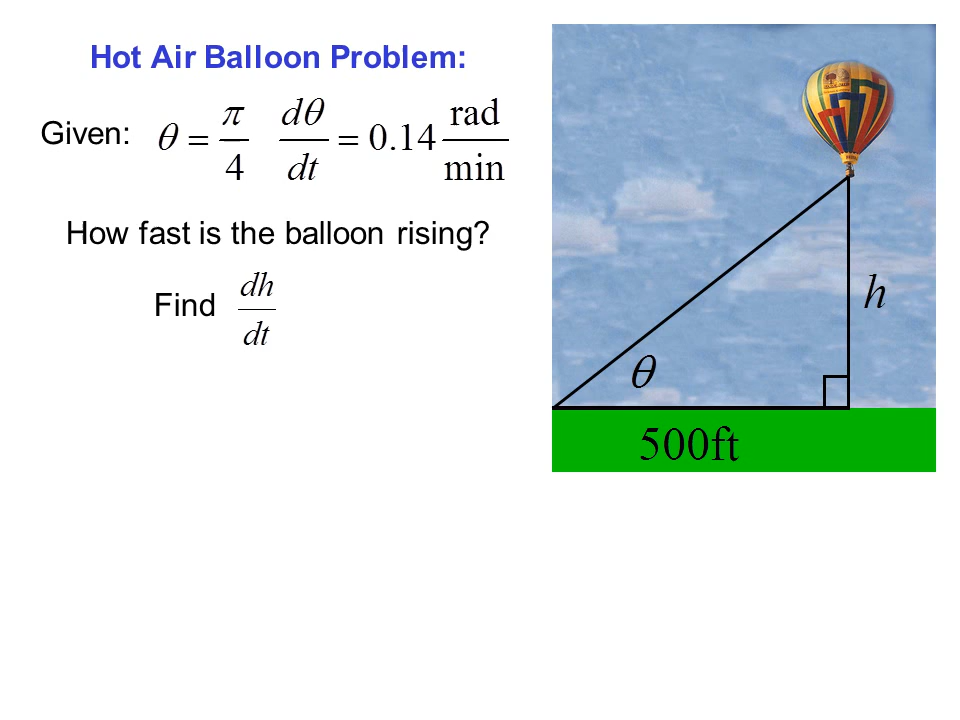 Hot Air Balloon Problem:
Given: θ = π/4 dθ/dt = 0.14 rad/min
How fast is the balloon rising?
Find dh/dt
h
θ
500ft